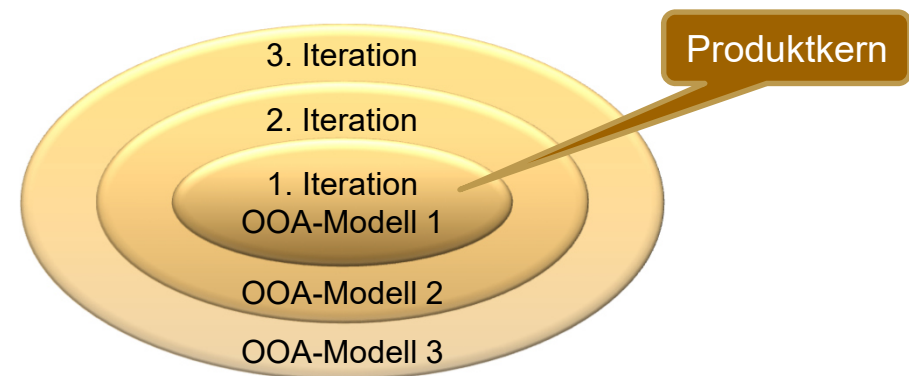 3. Iteration
Produktkern
2. Iteration
1. Iteration
OOA-Modell 1
OOA-Modell 2
OOA-Modell 3